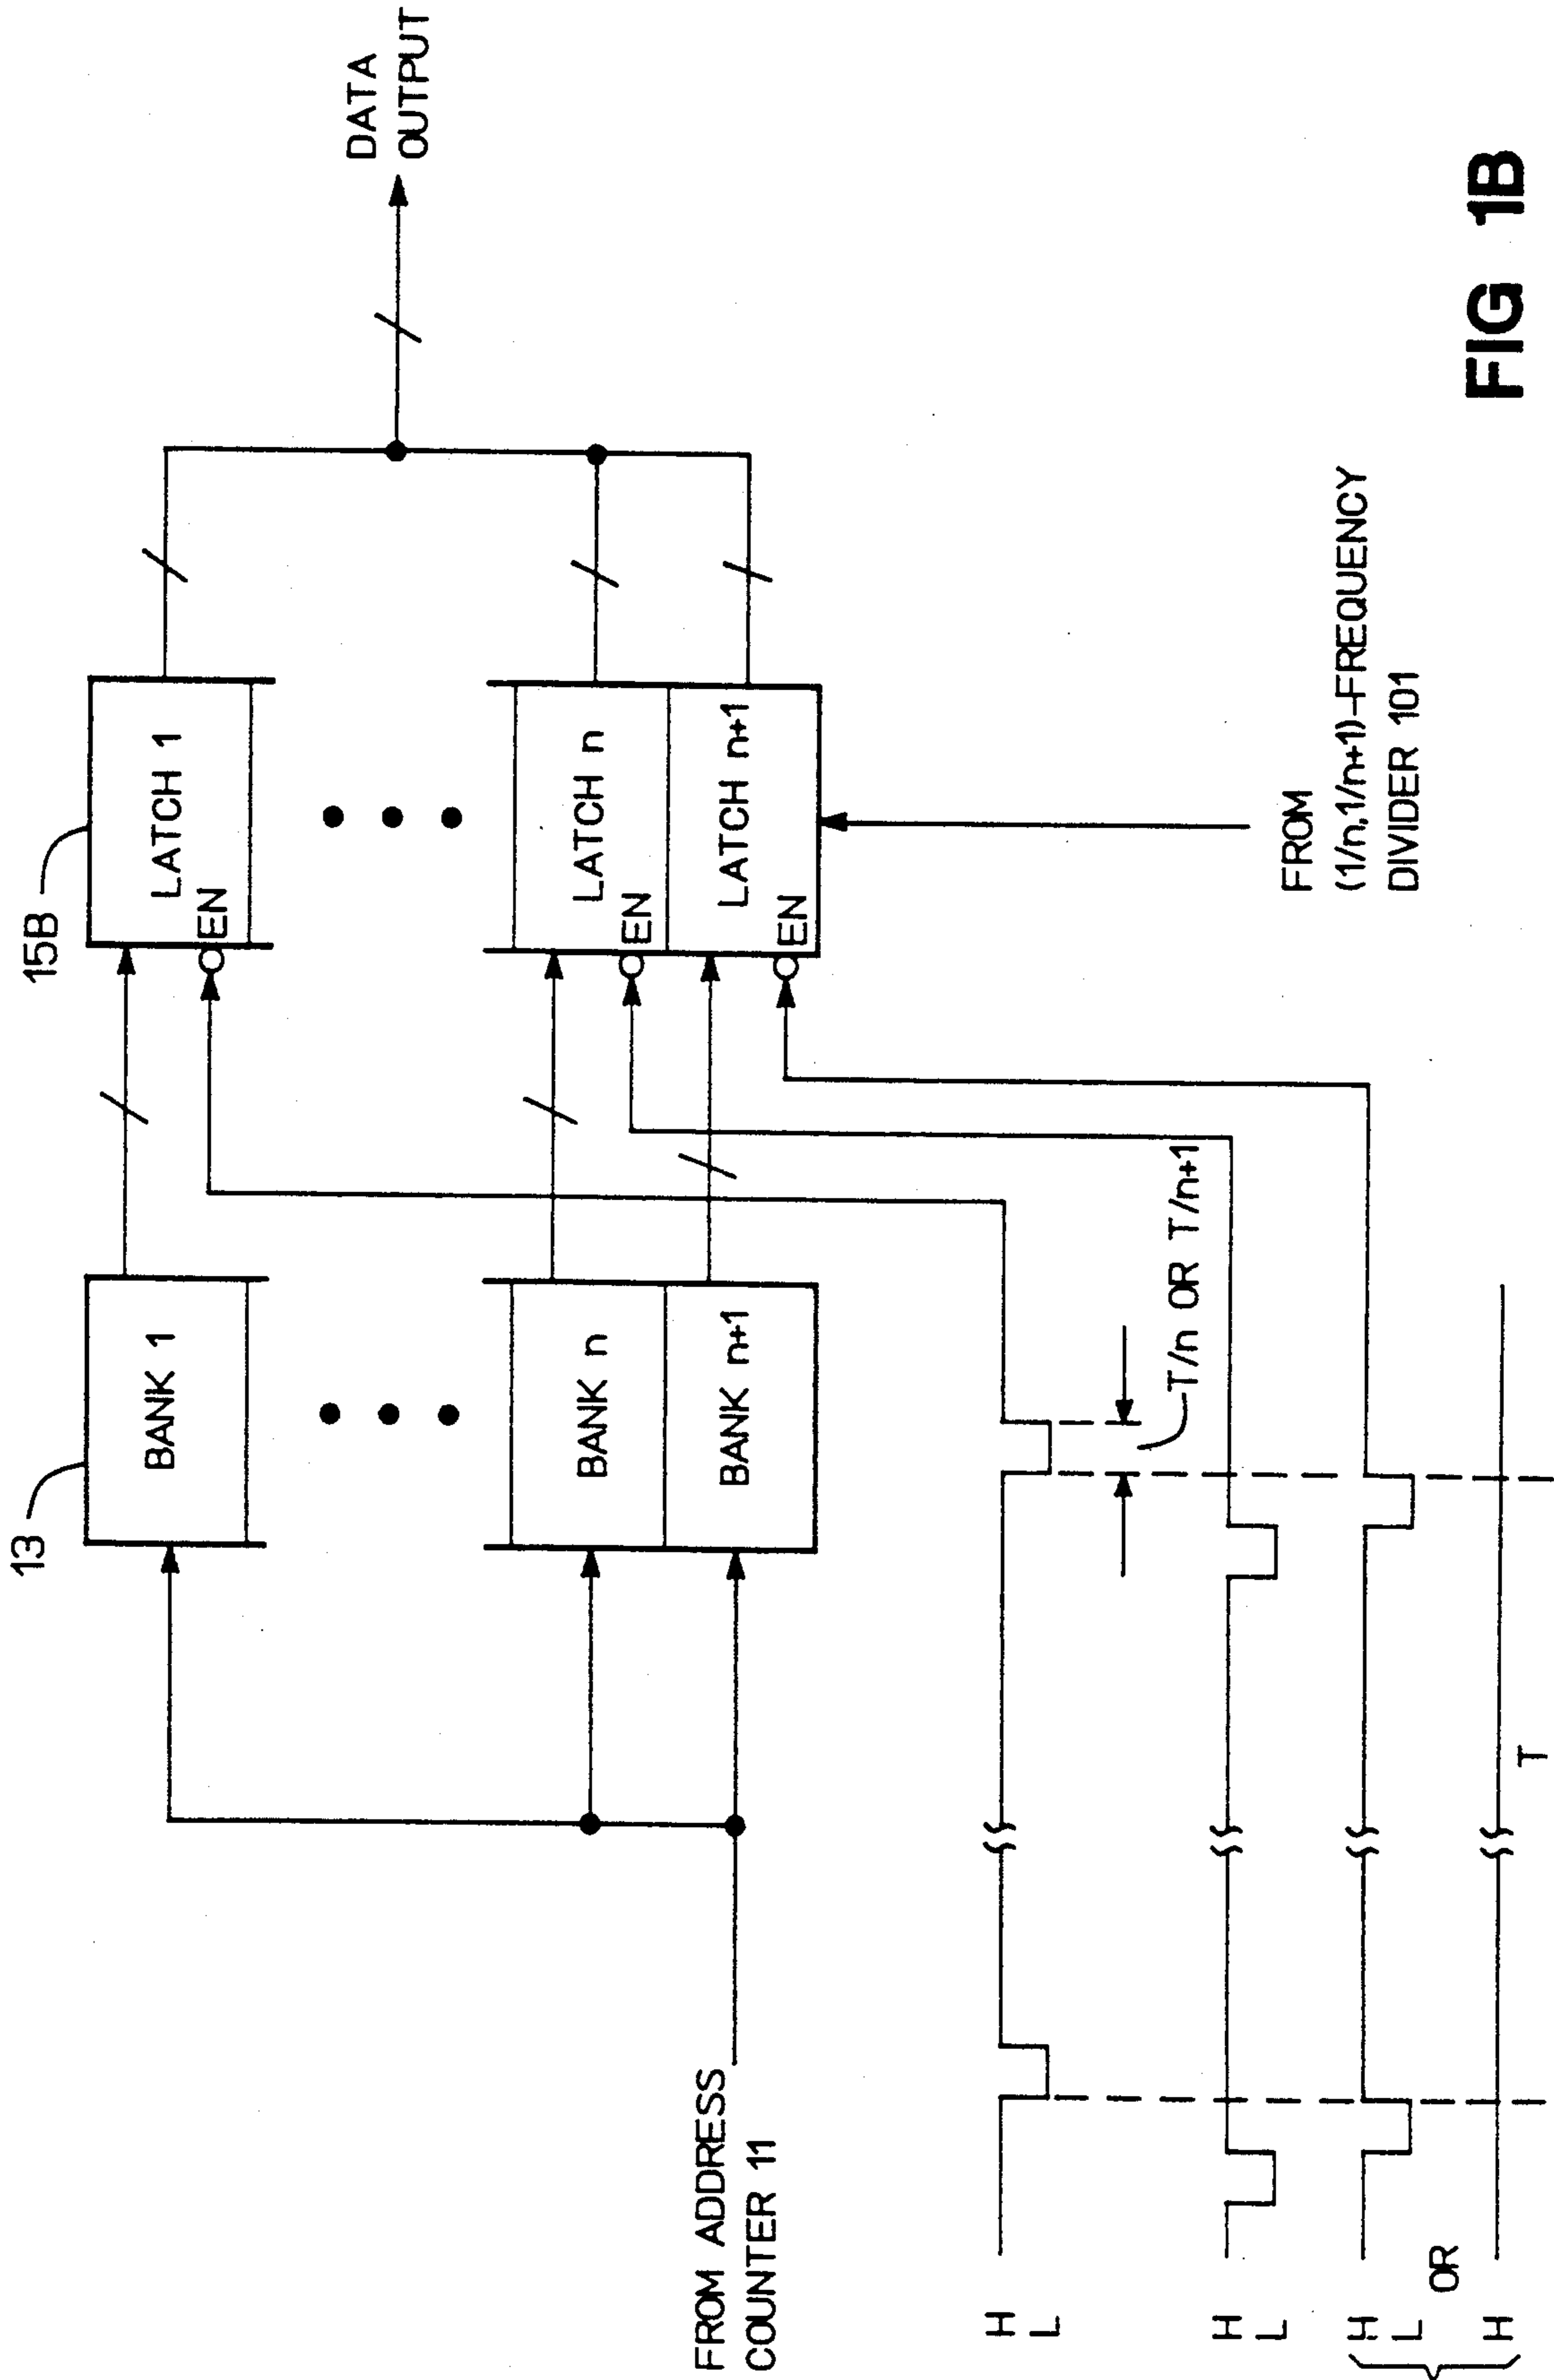 13
15B
BANK 1
LATCH 1
EN
DATA
OUTPUT
BANK n
LATCH n
EN
BANK n+1
LATCH n+1
EN
FROM ADDRESS
COUNTER 11
H
L
T/n OR T/n+1
H
L
FROM
(1/n,1/n+1)-FREQUENCY
DIVIDER 101
H
L
OR
H
T
FIG 1B